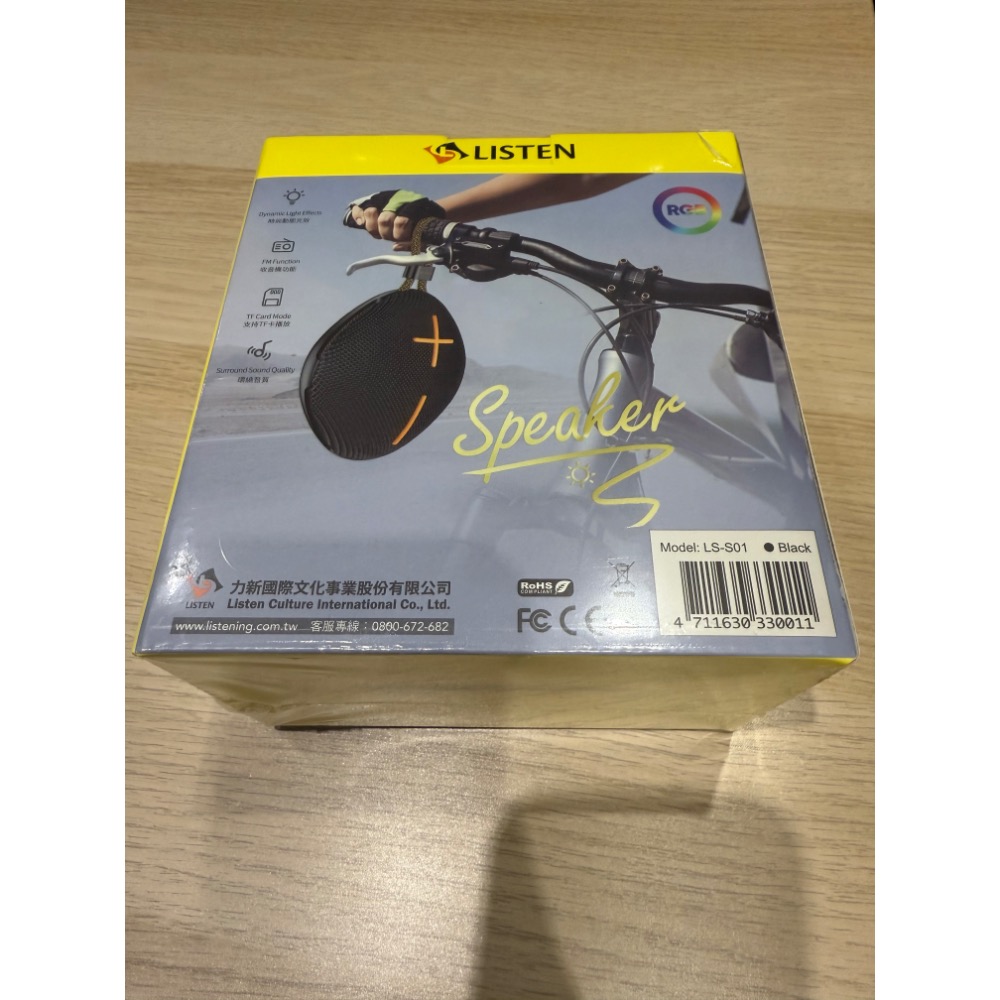 LISTEN
RGB
Dynamic Light Effects
FM Function
收音機功能
TF Card Mode
支持TF卡播放
Surround Sound Quality
環繞音質
Speaker
Model: LS-S01 ● Black
4 711630 330011
LISTEN
力新國際文化事業股份有限公司
Listen Culture International Co., Ltd.
www.listening.com.tw 客服專線：0800-672-682
RoHS
COMPLIANT
FC CE